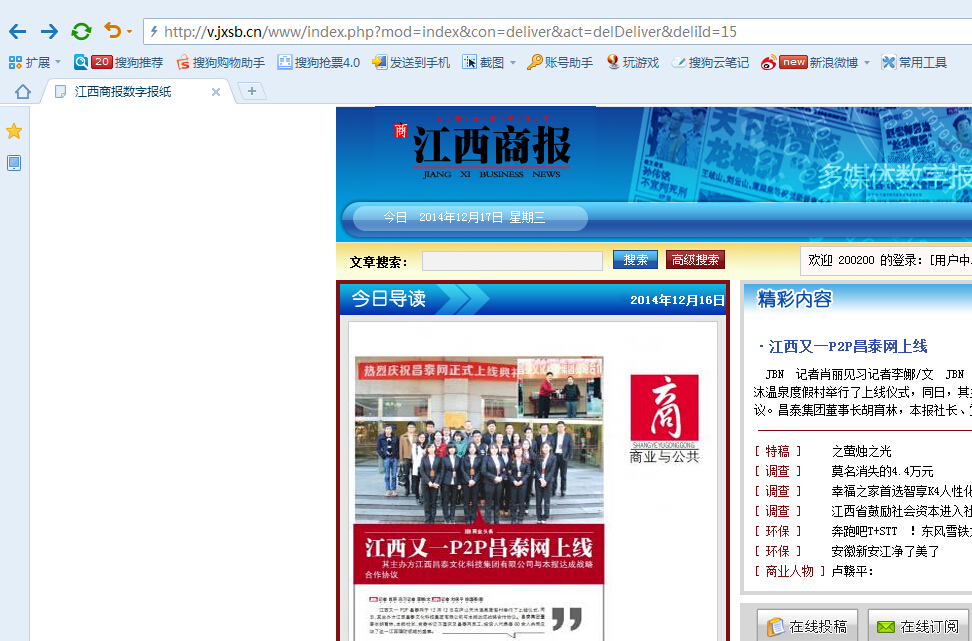 http://v.jxsb.cn/www/index.php?mod=index&con=deliver&act=delDeliver&deliId=15
扩展 20 搜狗推荐 搜狗购物助手 搜狗抢票4.0 发送到手机 截图 账号助手 玩游戏 搜狗云笔记 new 新浪微博 常用工具
江西商报数字报纸
商 江西商报
JIANG XI BUSINESS NEWS
多媒体数字报
今日 2014年12月17日 星期三
文章搜索： 搜索 高级搜索 欢迎 200200 的登录：[用户中
今日导读 2014年12月16日
精彩内容
热烈庆祝昌泰网正式上线典
商
SHANGYEYUGONGGONG
商业与公共
江西又一P2P昌泰网上线
其主办方江西昌泰文化科技集团有限公司与本报达成战略
合作协议
· 江西又一P2P昌泰网上线
JBN 记者肖丽见习记者李娜/文 JBN
沐温泉度假村举行了上线仪式，同日，其
议。昌泰集团董事长胡育林，本报社长、
[ 特稿 ] 之萤烛之光
[ 调查 ] 莫名消失的4.4万元
[ 调查 ] 幸福之家首选智享K4人性化
[ 调查 ] 江西省鼓励社会资本进入社
[ 环保 ] 奔跑吧T+STT ！东风雪铁
[ 环保 ] 安徽新安江净了美了
[ 商业人物 ] 卢赣平：
在线投稿 在线订阅